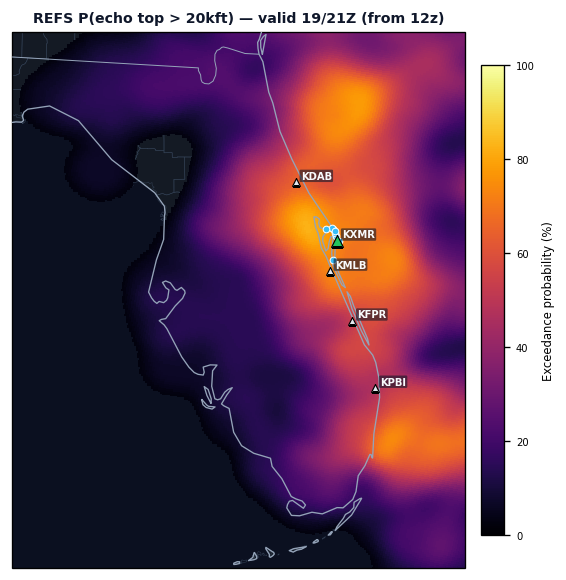 REFS P(echo top > 20kft) — valid 19/21Z (from 12z)
100
80
60
40
20
0
Exceedance probability (%)
KDAB
KXMR
KMLB
KFPR
KPBI